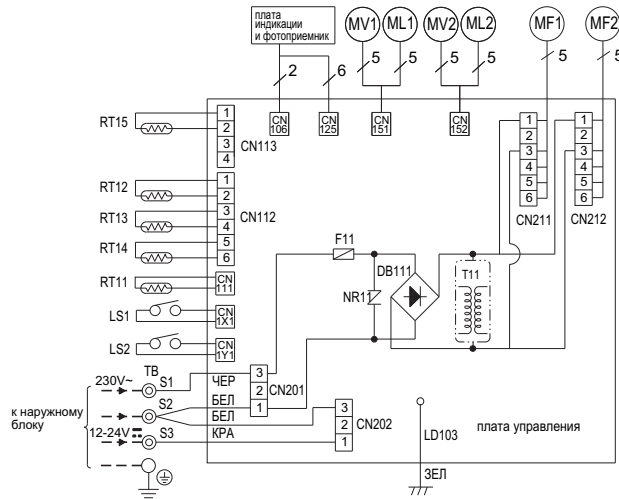 плата
индикации
и фотоприемник
MV1
ML1
MV2
ML2
MF1
MF2
2
6
5
5
5
5
5
5
CN
106
CN
125
CN
151
CN
152
RT15
1
2
3
4
CN113
RT12
RT13
RT14
1
2
3
4
5
6
CN112
RT11
CN
111
LS1
CN
1X1
LS2
CN
1Y1
1
2
3
4
5
6
CN211
1
2
3
4
5
6
CN212
F11
DB111
NR11
T11
к наружному
блоку
TB
230V~
S1
ЧЕР
3
2
1
CN201
S2
БЕЛ
БЕЛ
12-24V
S3
КРА
3
2
1
CN202
LD103
плата управления
ЗЕЛ